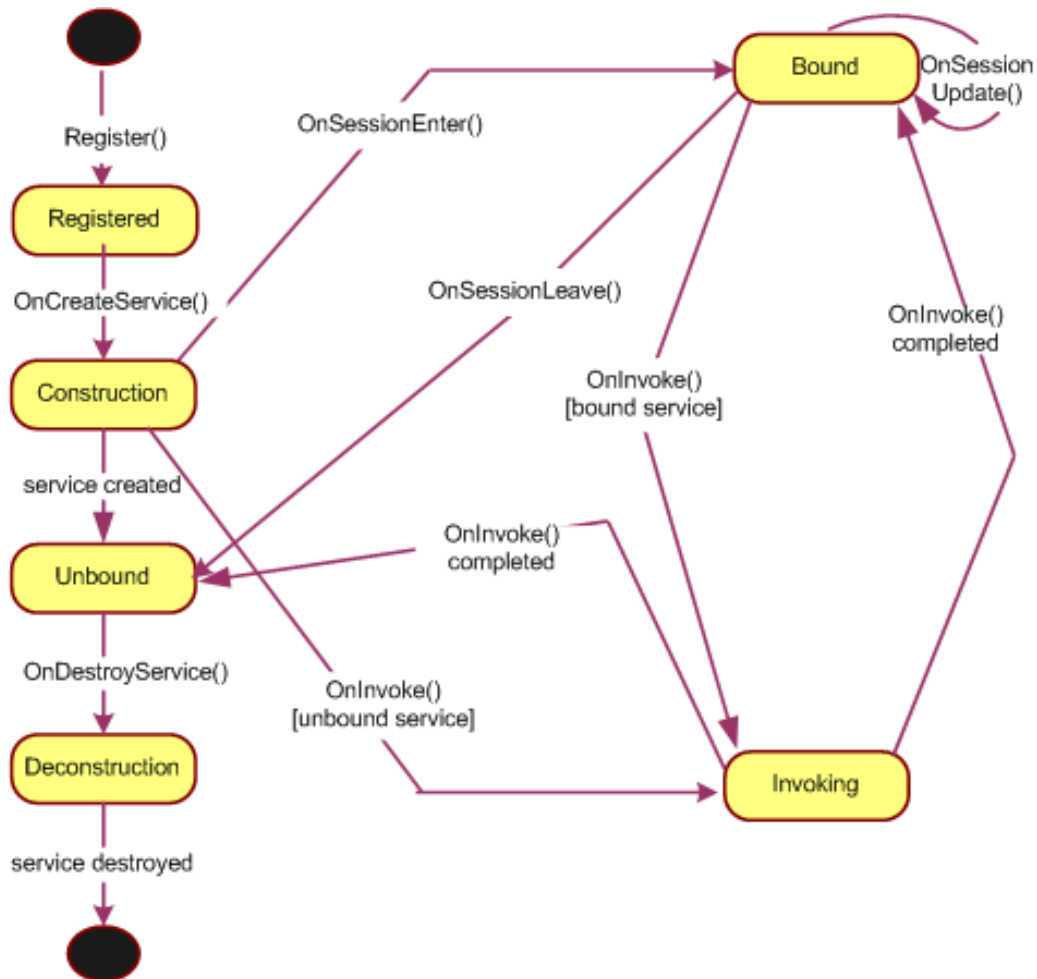 Register()
Registered
OnCreateService()
Construction
service created
Unbound
OnDestroyService()
Deconstruction
service destroyed
OnSessionEnter()
Bound
OnSession
Update()
OnSessionLeave()
OnInvoke()
[bound service]
OnInvoke()
completed
OnInvoke()
completed
OnInvoke()
[unbound service]
Invoking